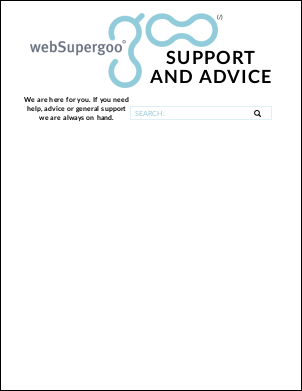 (/)
webSupergoo°
SUPPORT
AND ADVICE
We are here for you. If you need
help, advice or general support
we are always on hand.
SEARCH.